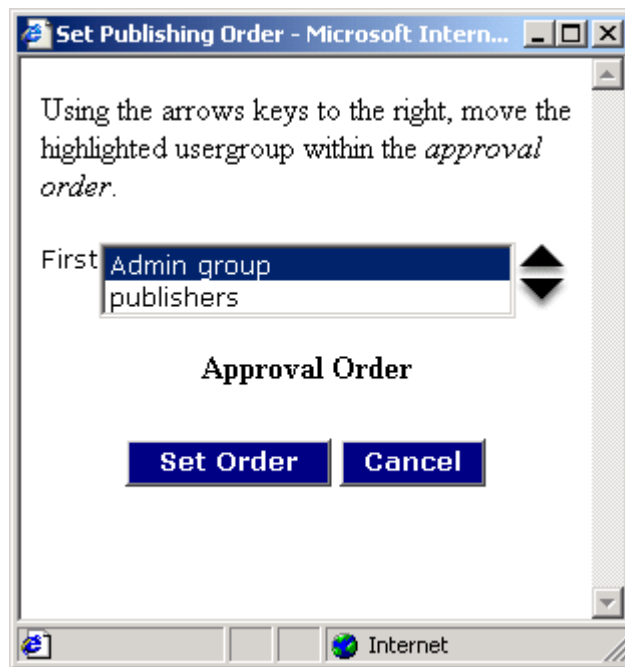 Set Publishing Order - Microsoft Intern...
Using the arrows keys to the right, move the
highlighted usergroup within the approval
order.
First
Admin group
publishers
Approval Order
Set Order Cancel
Internet